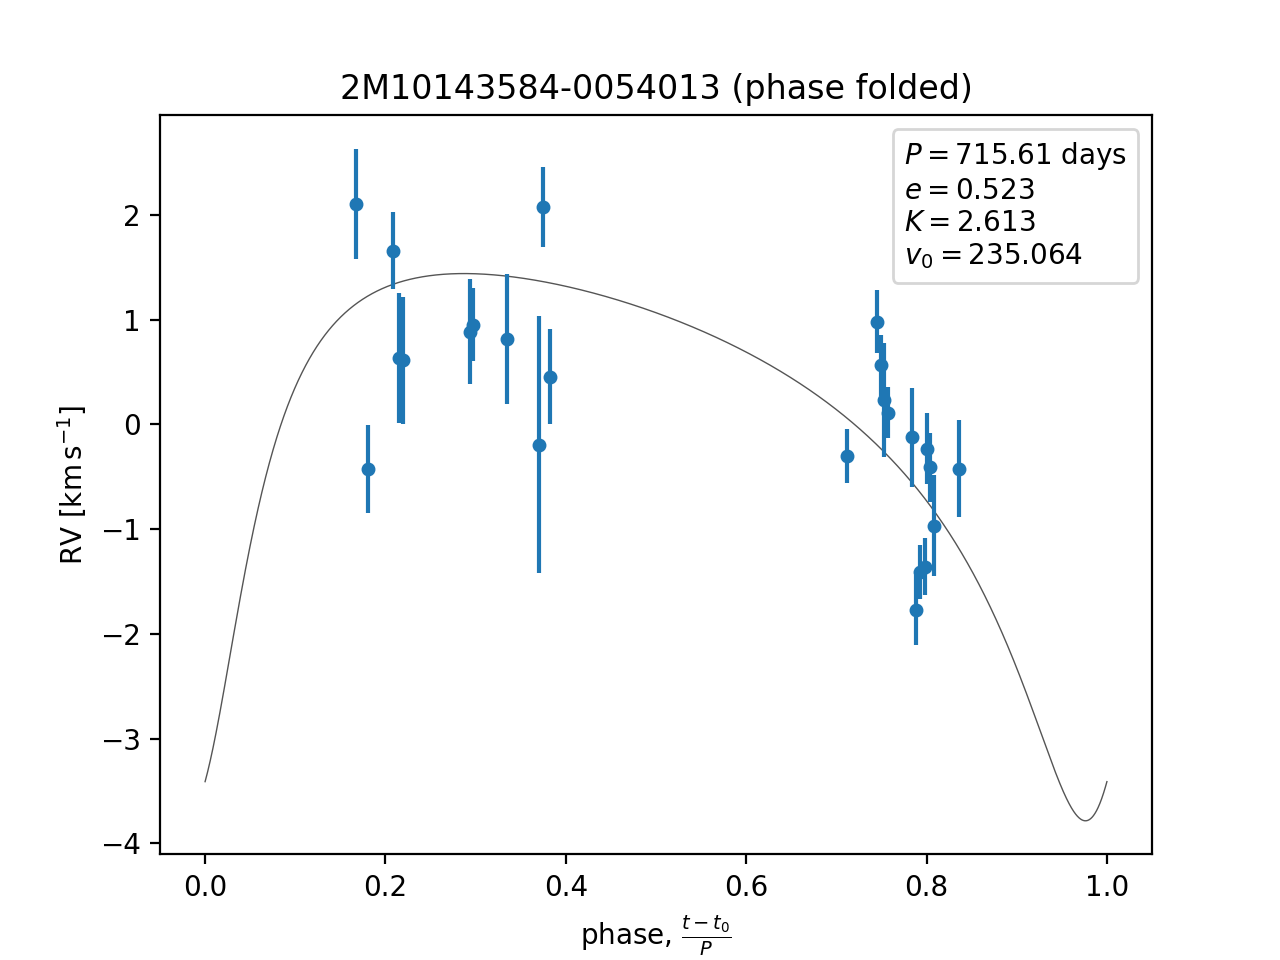 2M10143584-0054013 (phase folded)
P = 715.61 days
e = 0.523
K = 2.613
v₀ = 235.064
RV [km s⁻¹]
2
1
0
−1
−2
−3
−4
0.0 0.2 0.4 0.6 0.8 1.0
phase, (t − t₀)/P